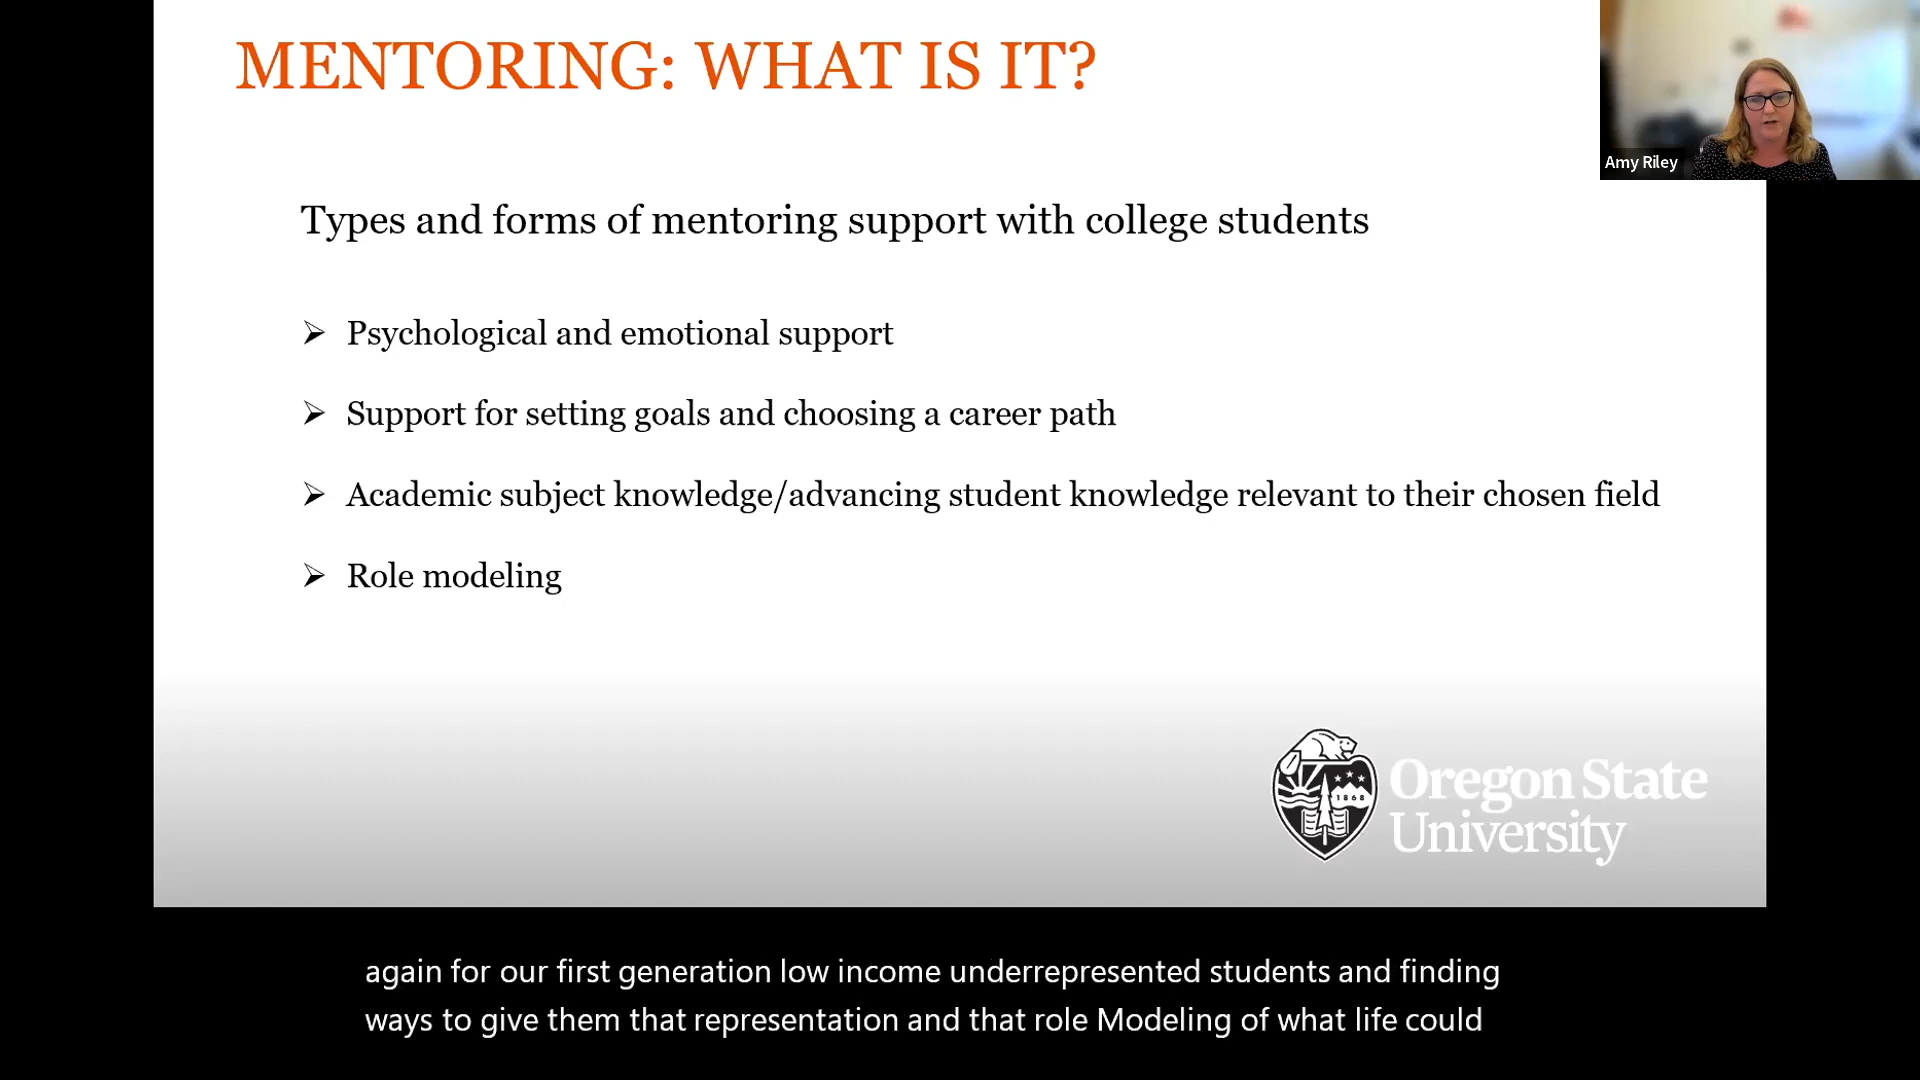 MENTORING: WHAT IS IT?
Amy Riley
Types and forms of mentoring support with college students
Psychological and emotional support
Support for setting goals and choosing a career path
Academic subject knowledge/advancing student knowledge relevant to their chosen field
Role modeling
1868
Oregon State
University
again for our first generation low income underrepresented students and finding
ways to give them that representation and that role Modeling of what life could